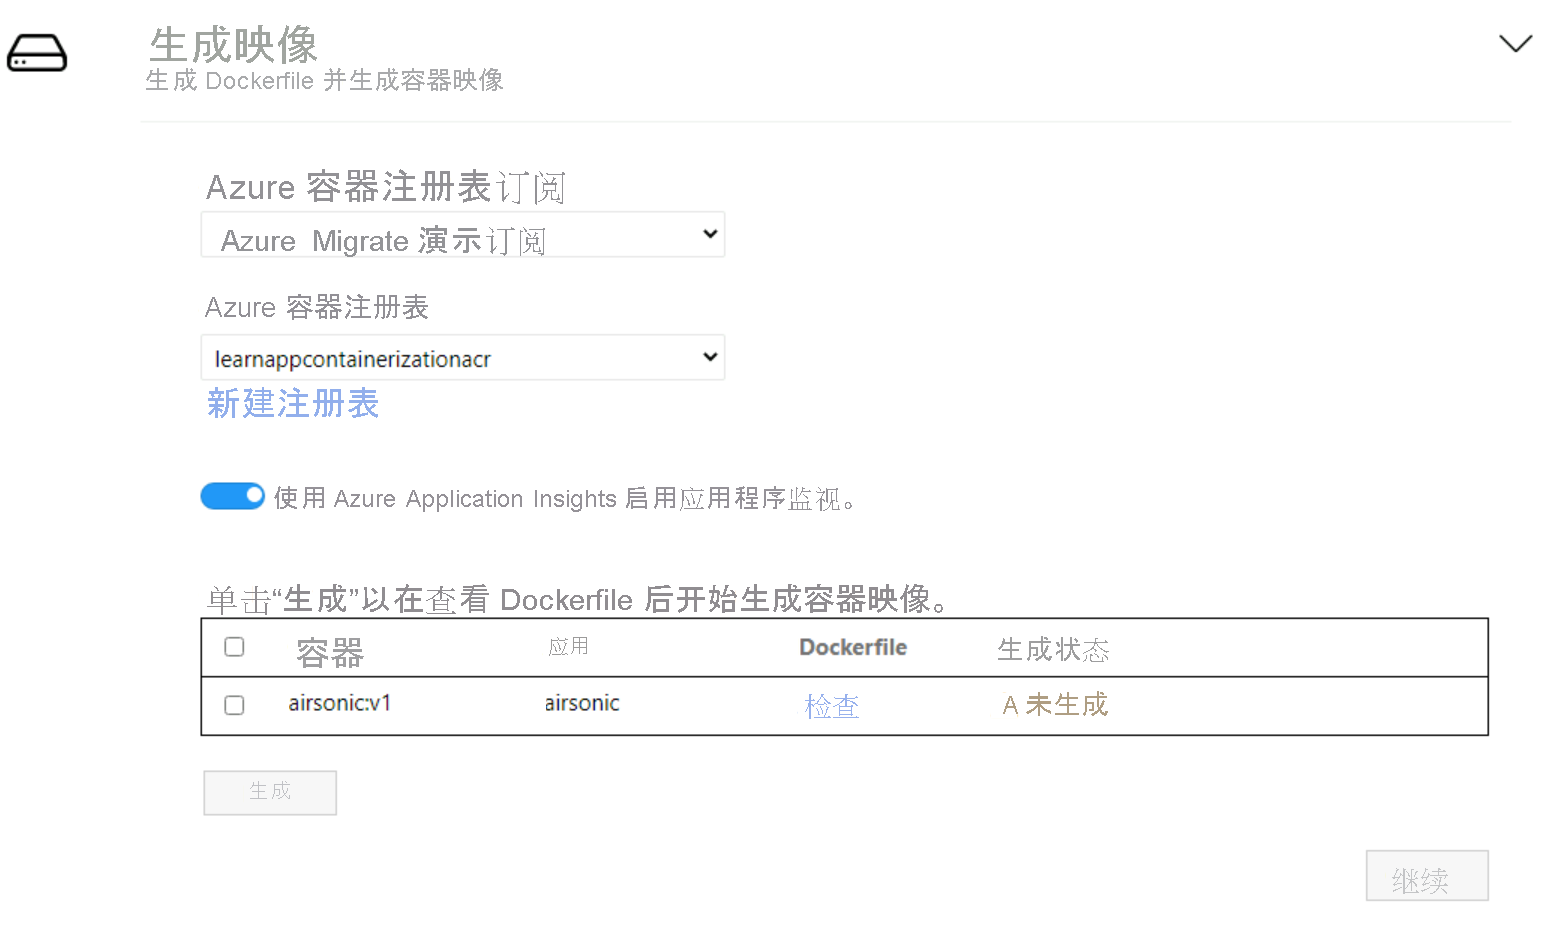 生成映像
生成 Dockerfile 并生成容器映像
Azure 容器注册表订阅
Azure Migrate 演示订阅
Azure 容器注册表
learnappcontainerizationacr
新建注册表
使用 Azure Application Insights 启用应用程序监视。
单击“生成”以在查看 Dockerfile 后开始生成容器映像。
容器 应用 Dockerfile 生成状态
airsonic:v1 airsonic 检查 A 未生成
生成
继续